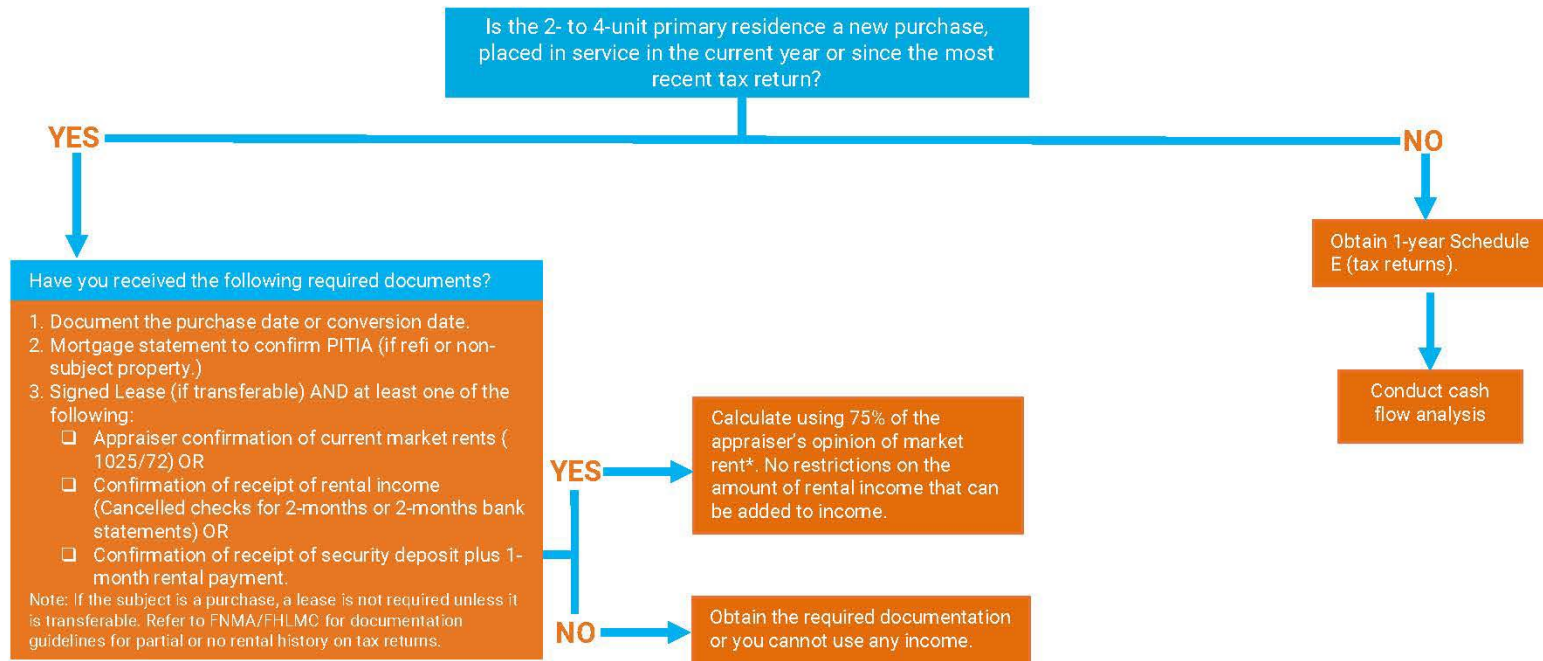 Is the 2- to 4-unit primary residence a new purchase,
placed in service in the current year or since the most
recent tax return?
YES
NO
Have you received the following required documents?
1. Document the purchase date or conversion date.
2. Mortgage statement to confirm PITIA (if refi or non-
subject property.)
3. Signed Lease (if transferable) AND at least one of the
following:
❑ Appraiser confirmation of current market rents (
1025/72) OR
❑ Confirmation of receipt of rental income
(Cancelled checks for 2-months or 2-months bank
statements) OR
❑ Confirmation of receipt of security deposit plus 1-
month rental payment.
Note: If the subject is a purchase, a lease is not required unless it
is transferable. Refer to FNMA/FHLMC for documentation
guidelines for partial or no rental history on tax returns.
YES
Calculate using 75% of the
appraiser's opinion of market
rent*. No restrictions on the
amount of rental income that can
be added to income.
NO
Obtain the required documentation
or you cannot use any income.
Obtain 1-year Schedule
E (tax returns).
Conduct cash
flow analysis